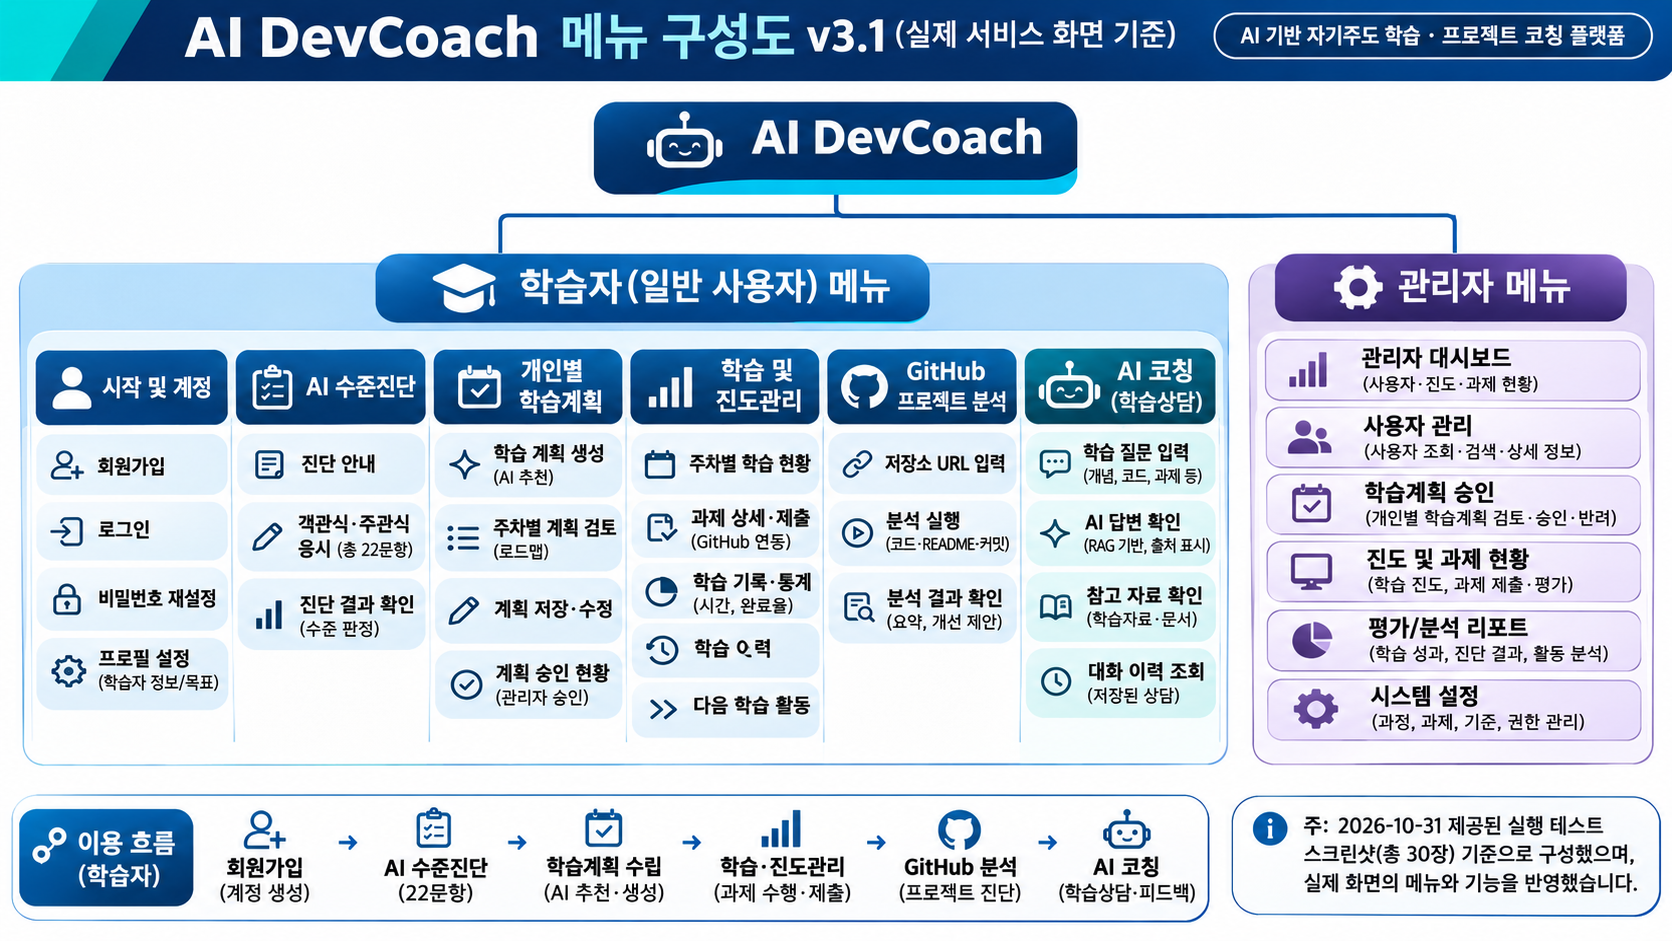 AI DevCoach 메뉴 구성도 v3.1 (실제 서비스 화면 기준)
AI 기반 자기주도 학습 · 프로젝트 코칭 플랫폼
AI DevCoach
학습자(일반 사용자) 메뉴
시작 및 계정
회원가입
로그인
비밀번호 재설정
프로필 설정
(학습자 정보/목표)
AI 수준진단
진단 안내
객관식·주관식
응시 (총 22문항)
진단 결과 확인
(수준 판정)
개인별
학습계획
학습 계획 생성
(AI 추천)
주차별 계획 검토
(로드맵)
계획 저장·수정
계획 승인 현황
(관리자 승인)
학습 및
진도관리
주차별 학습 현황
과제 상세·제출
(GitHub 연동)
학습 기록·통계
(시간, 완료율)
학습
다음 학습 활동
GitHub
프로젝트 분석
저장소 URL 입력
분석 실행
(코드·README·커밋)
분석 결과 확인
(요약, 개선 제안)
AI 코칭
(학습상담)
학습 질문 입력
(개념, 코드, 과제 등)
AI 답변 확인
(RAG 기반, 출처 표시)
참고 자료 확인
(학습자료·문서)
대화 이력 조회
(저장된 상담)
관리자 메뉴
관리자 대시보드
(사용자·진도·과제 현황)
사용자 관리
(사용자 조회·검색·상세 정보)
학습계획 승인
(개인별 학습계획 검토·승인·반려)
진도 및 과제 현황
(학습 진도, 과제 제출·평가)
평가/분석 리포트
(학습 성과, 진단 결과, 활동 분석)
시스템 설정
(과정, 과제, 기준, 권한 관리)
이용 흐름
(학습자)
회원가입
(계정 생성)
→
AI 수준진단
(22문항)
→
학습계획 수립
(AI 추천·생성)
→
학습·진도관리
(과제 수행·제출)
→
GitHub 분석
(프로젝트 진단)
→
AI 코칭
(학습상담·피드백)
주: 2026-10-31 제공된 실행 테스트
스크린샷(총 30장) 기준으로 구성했으며,
실제 화면의 메뉴와 기능을 반영했습니다.